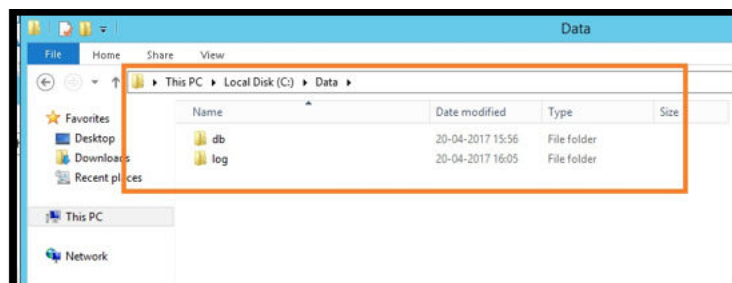 Data
File Home Share View
This PC Local Disk (C:) Data
Favorites
Desktop
Downloads
Recent places
This PC
Network
Name Date modified Type Size
db 20-04-2017 15:56 File folder
log 20-04-2017 16:05 File folder